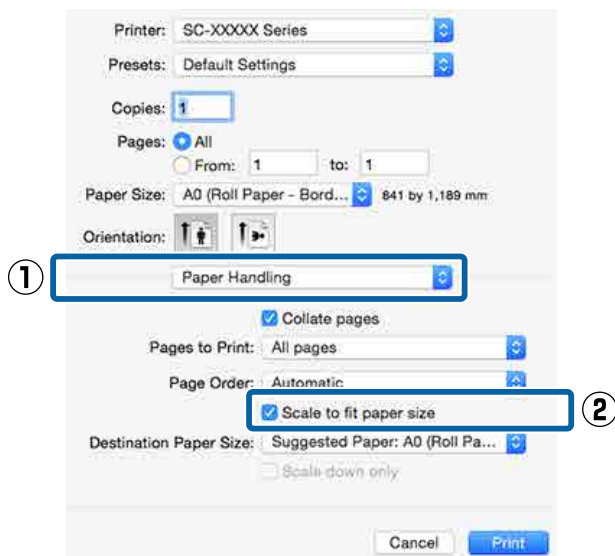 Printer: SC-XXXXX Series
Presets: Default Settings
Copies: 1
Pages: All
From: 1 to: 1
Paper Size: A0 (Roll Paper - Bord... 841 by 1,189 mm
Orientation:
① Paper Handling
Collate pages
Pages to Print: All pages
Page Order: Automatic
Scale to fit paper size ②
Destination Paper Size: Suggested Paper: A0 (Roll Pa...
Scale down only
Cancel Print